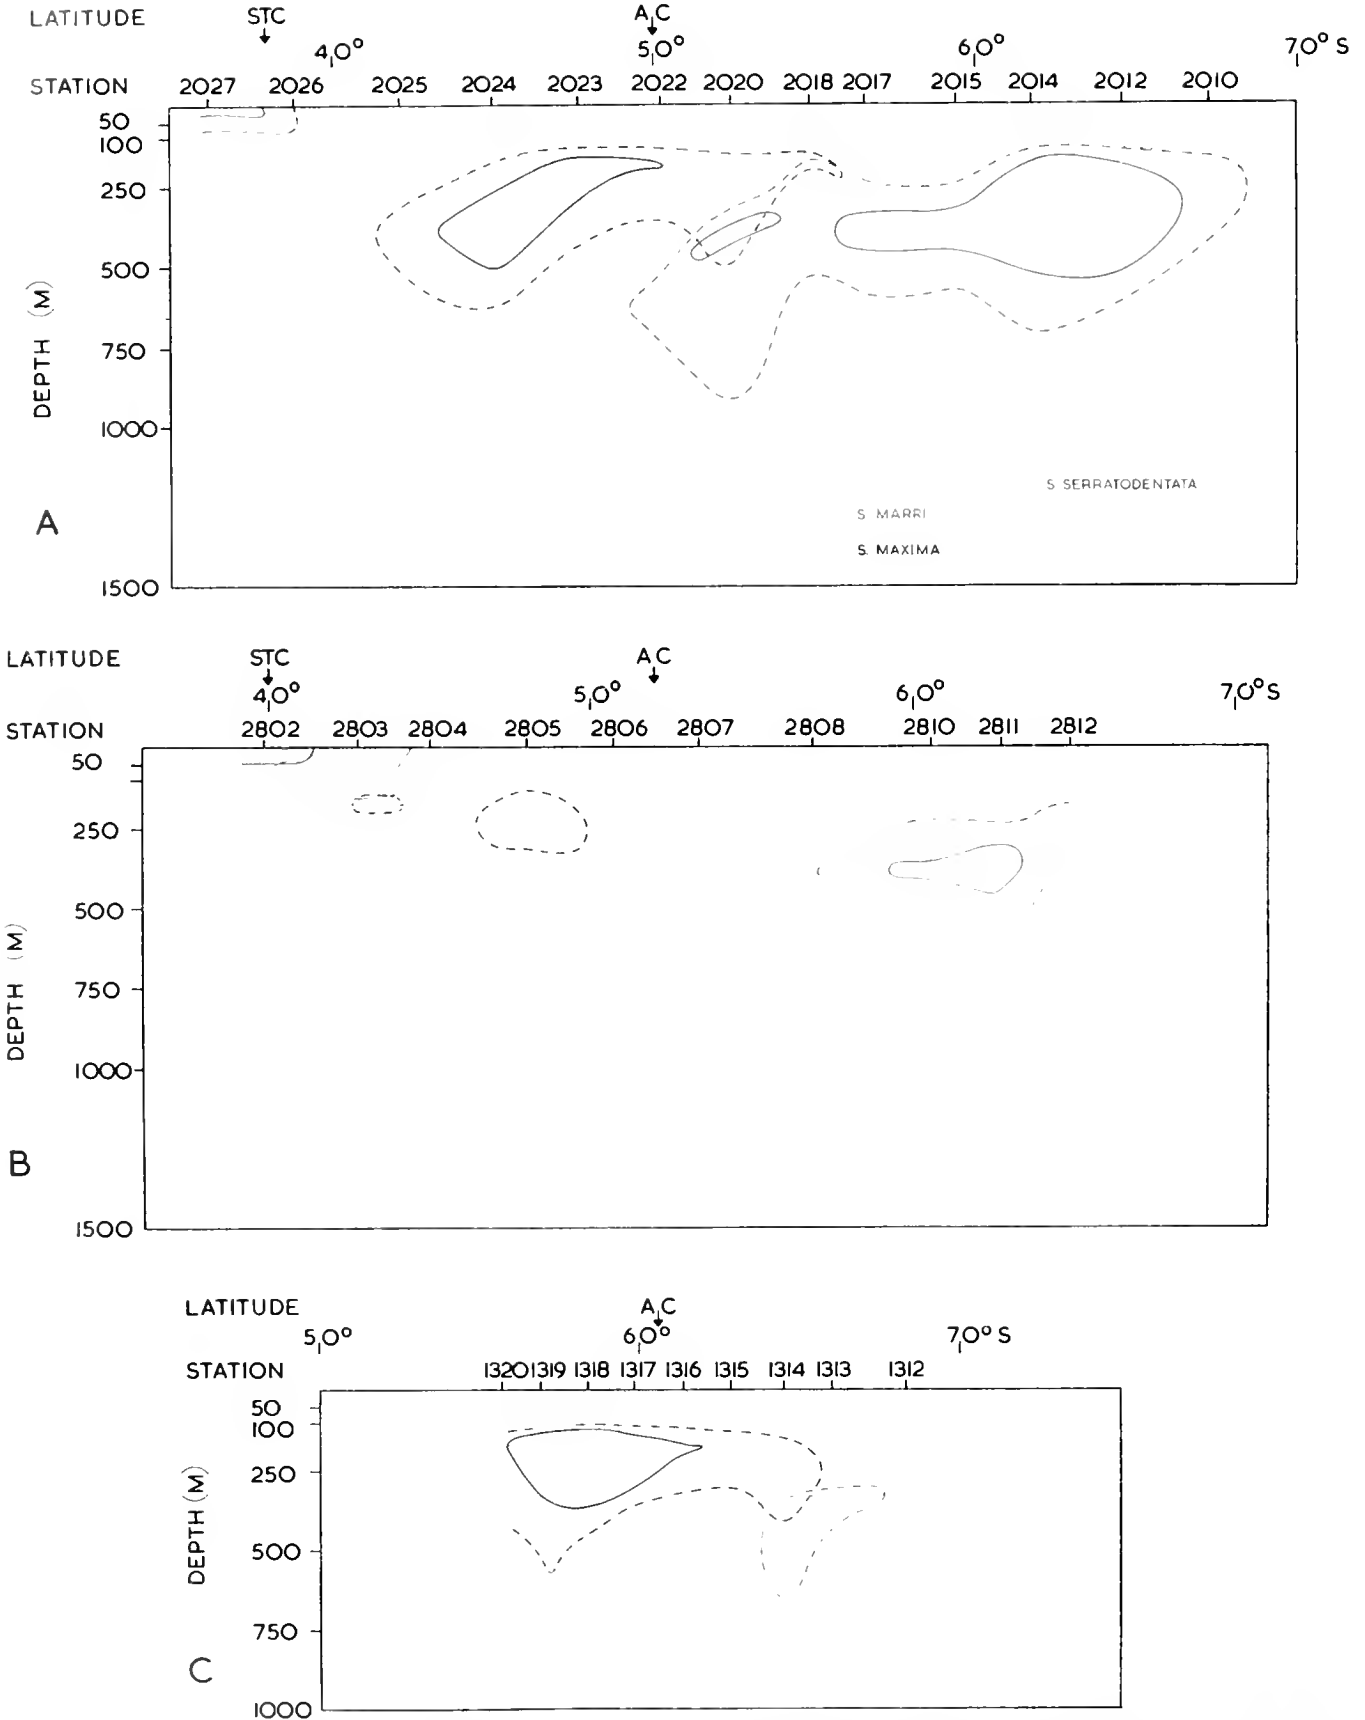 LATITUDE STC A,C
4,0° 5,0° 6,0° 7,0° S
STATION 2027 2026 2025 2024 2023 2022 2020 2018 2017 2015 2014 2012 2010
50
100
250
500
750
1000
1500
DEPTH (M)
S SERRATODENTATA
S MARRI
S. MAXIMA
A
LATITUDE STC A,C
4,0° 5,0° 6,0° 7,0° S
STATION 2802 2803 2804 2805 2806 2807 2808 2810 2811 2812
50
250
500
750
1000
1500
DEPTH (M)
B
LATITUDE A,C
5,0° 6,0° 7,0° S
STATION 1320 1319 1318 1317 1316 1315 1314 1313 1312
50
100
250
500
750
1000
DEPTH (M)
C